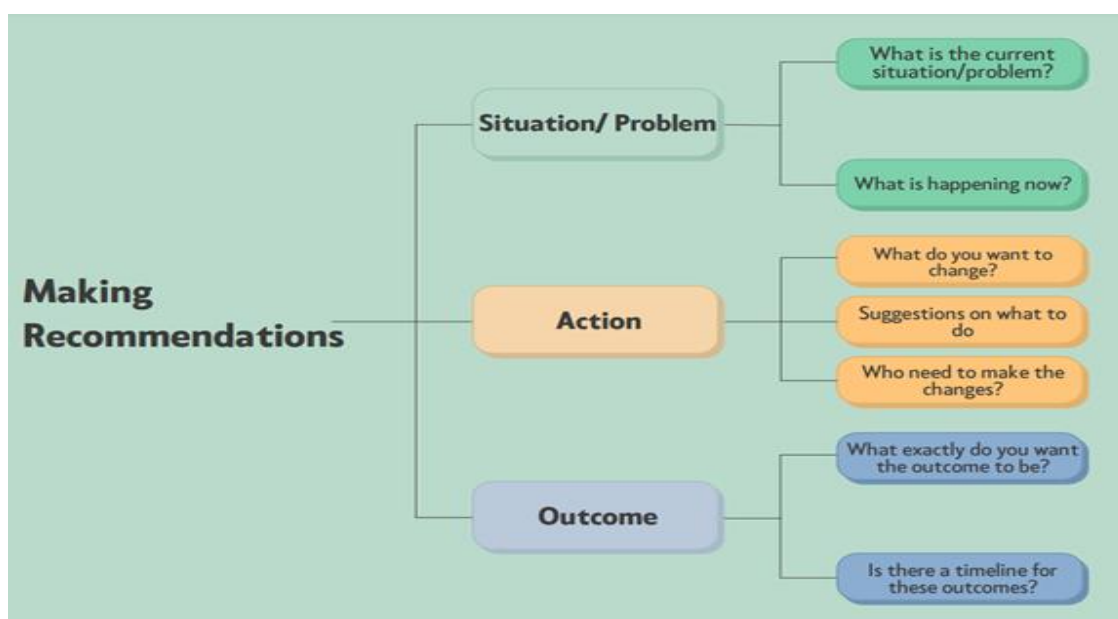 Making
Recommendations
Situation/ Problem
What is the current
situation/problem?
What is happening now?
Action
What do you want to
change?
Suggestions on what to
do
Who need to make the
changes?
Outcome
What exactly do you want
the outcome to be?
Is there a timeline for
these outcomes?